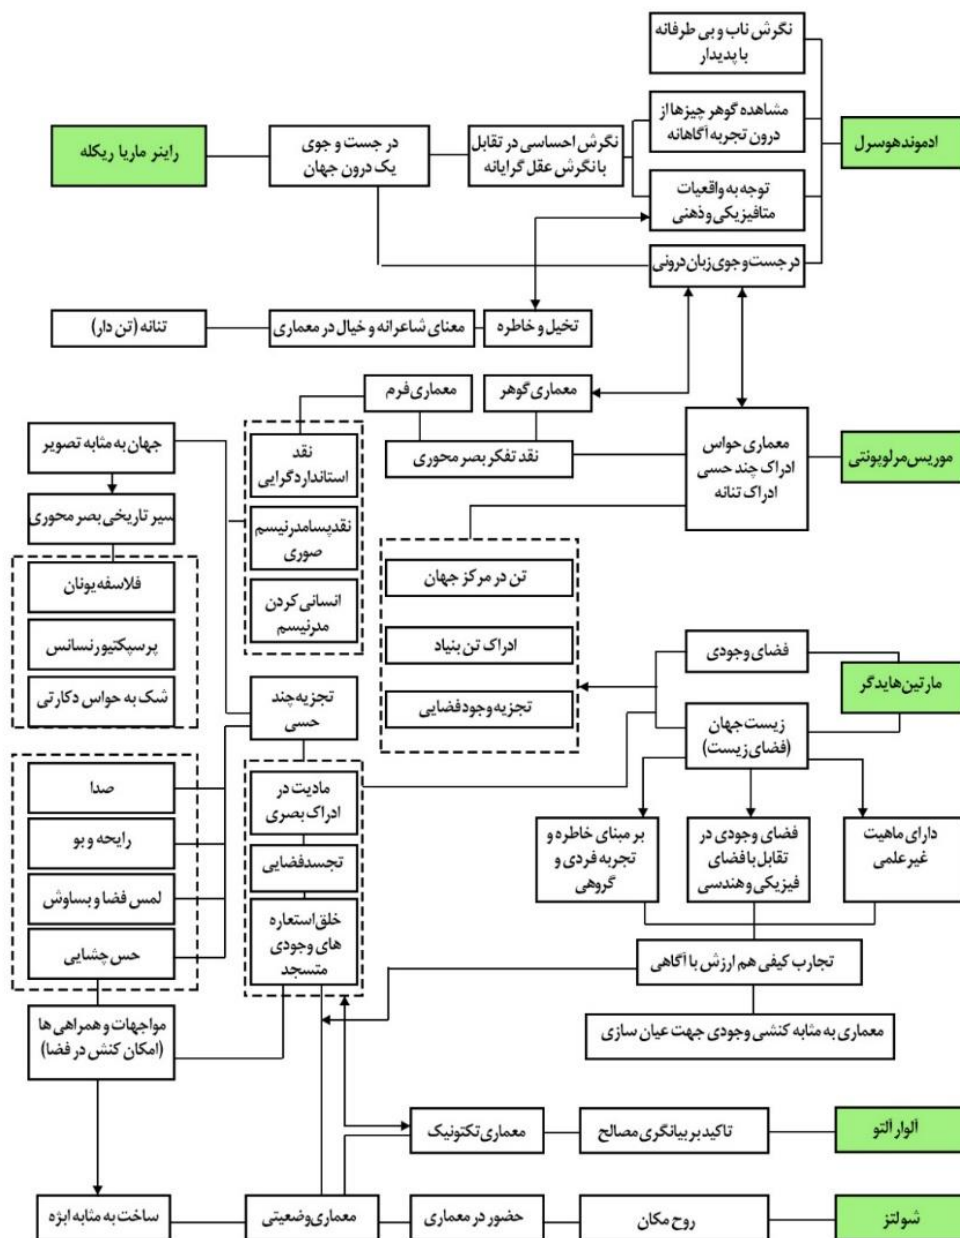 نگرش ناب و بی طرفانه
با پدیدار
ادموند هوسرل
مشاهده گوهر چیزها از
درون تجربه آگاهانه
نگرش احساسی در تقابل
با نگرش عقل گرایانه
در جست و جوی
یک درون جهان
راینر ماریا ریکله
توجه به واقعیات
متافیزیکی و ذهنی
در جست و جوی زبان درونی
تخیل و خاطره
معنای شاعرانه و خیال در معماری
تنانه (تن دار)
معماری گوهر
معماری فرم
موریس مرلوپونتی
معماری حواس
ادراک چند حسی
ادراک تنانه
نقد تفکر بصر محوری
نقد
استانداردگرایی
جهان به مثابه تصویر
نقد پسامدرنیسم
صوری
سیر تاریخی بصر محوری
انسانی کردن
مدرنیسم
فلاسفه یونان
پرسپکتیو رنسانس
شک به حواس دکارتی
تن در مرکز جهان
ادراک تن بنیاد
تجزیه وجود فضایی
مارتین هایدگر
فضای وجودی
زیست جهان
(فضای زیست)
تجزیه چند
حسی
مادیت در
ادراک بصری
تجسد فضایی
خلق استعاره
های وجودی
متسجد
صدا
رایحه و بو
لمس فضا و بساوش
حس چشایی
دارای ماهیت
غیر علمی
فضای وجودی در
تقابل با فضای
فیزیکی و هندسی
بر مبنای خاطره و
تجربه فردی و
گروهی
تجارب کیفی هم ارزش با آگاهی
معماری به مثابه کنشی وجودی جهت عیان سازی
مواجهات و همراهی ها
(امکان کنش در فضا)
آلوار آلتو
تاکید بر بیانگری مصالح
معماری تکتونیک
شولتز
روح مکان
حضور در معماری
معماری وضعیتی
ساخت به مثابه ابژه